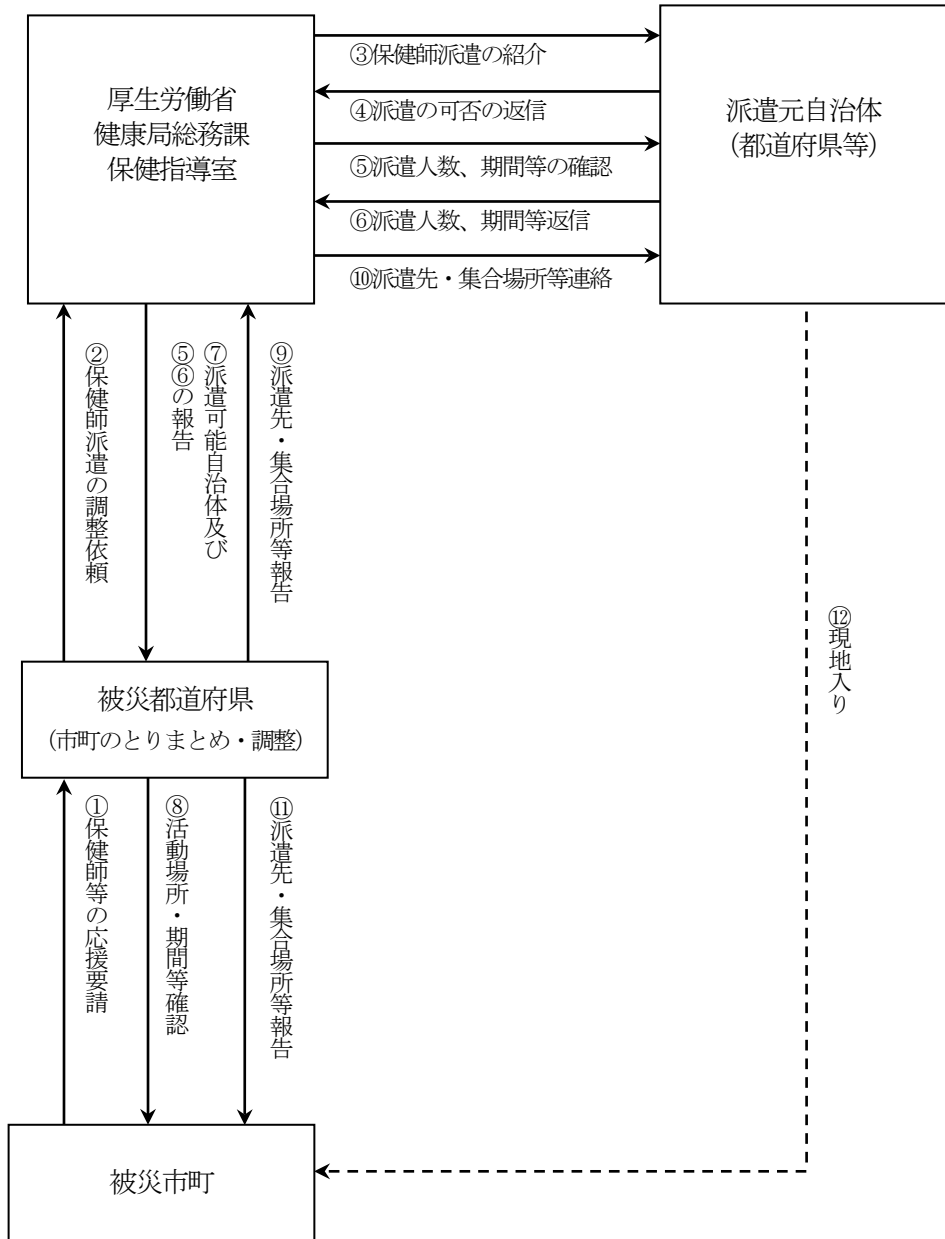 厚生労働省
健康局総務課
保健指導室
派遣元自治体
(都道府県等)
③保健師派遣の紹介
④派遣の可否の返信
⑤派遣人数、期間等の確認
⑥派遣人数、期間等返信
⑩派遣先・集合場所等連絡
②保健師派遣の調整依頼
⑦派遣可能自治体及び
⑤⑥の報告
⑨派遣先・集合場所等報告
⑫現地入り
被災都道府県
(市町のとりまとめ・調整)
①保健師等の応援要請
⑧活動場所・期間等確認
⑪派遣先・集合場所等報告
被災市町